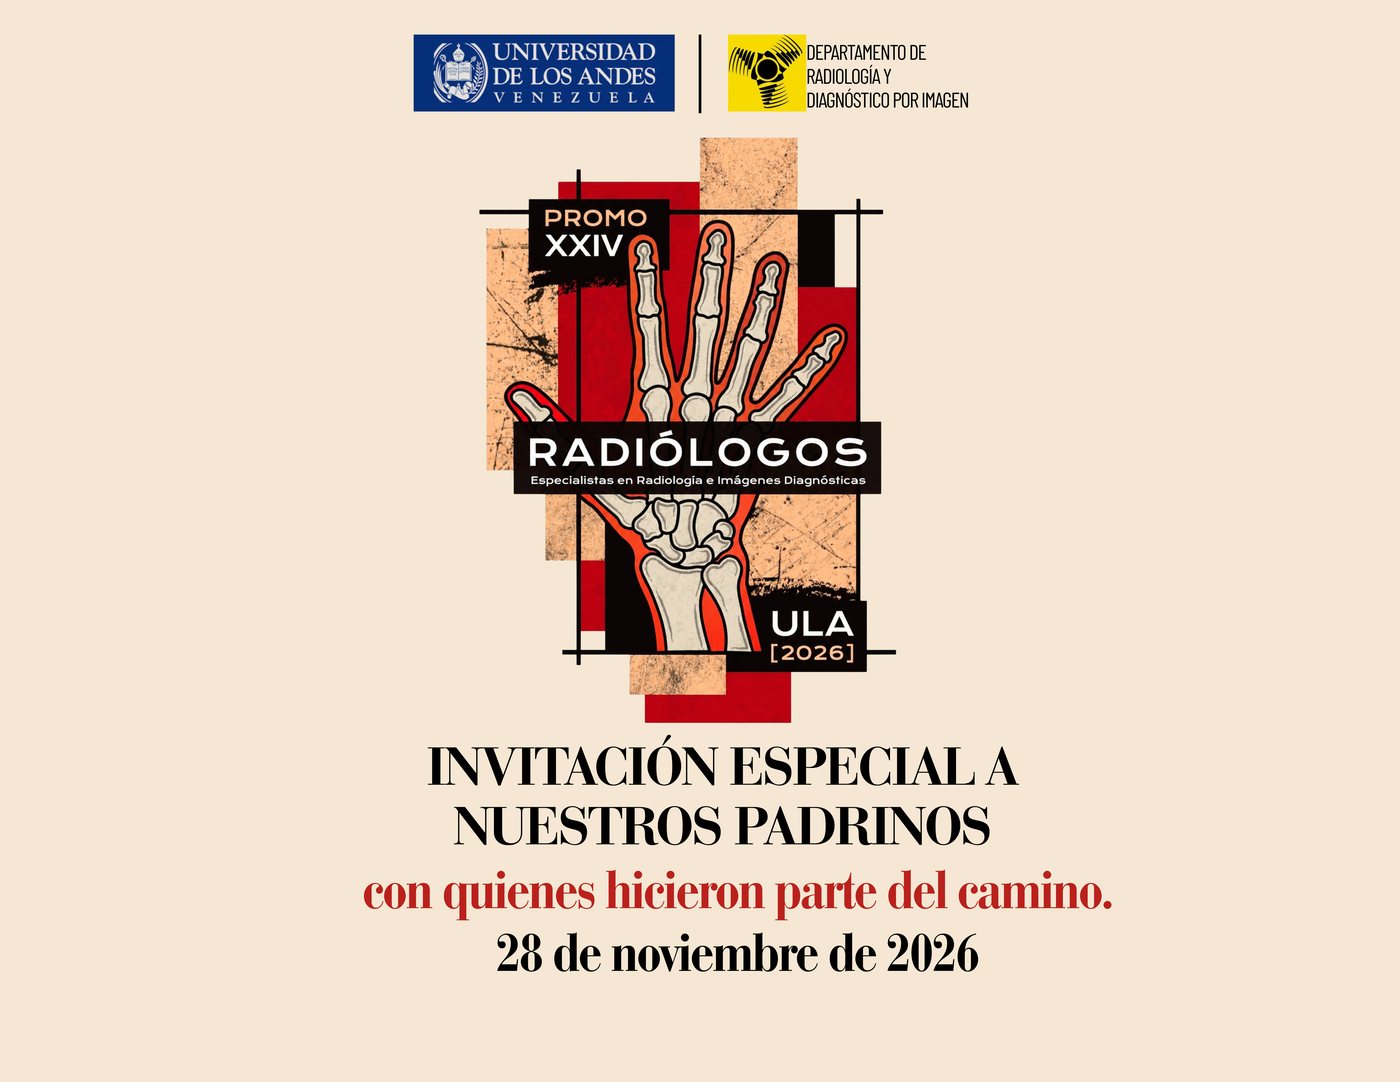 UNIVERSIDAD
DE LOS ANDES
VENEZUELA
DEPARTAMENTO DE
RADIOLOGÍA Y
DIAGNÓSTICO POR IMAGEN
PROMO
XXIV
RADIÓLOGOS
Especialistas en Radiología e Imágenes Diagnósticas
ULA
[2026]
INVITACIÓN ESPECIAL A
NUESTROS PADRINOS
con quienes hicieron parte del camino.
28 de noviembre de 2026